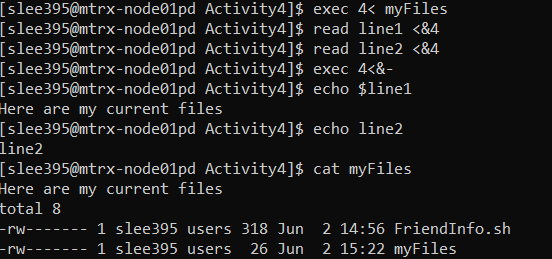 [slee395@mtrx-node01pd Activity4]$ exec 4< myFiles
[slee395@mtrx-node01pd Activity4]$ read line1 <&4
[slee395@mtrx-node01pd Activity4]$ read line2 <&4
[slee395@mtrx-node01pd Activity4]$ exec 4<&-
[slee395@mtrx-node01pd Activity4]$ echo $line1
Here are my current files
[slee395@mtrx-node01pd Activity4]$ echo line2
line2
[slee395@mtrx-node01pd Activity4]$ cat myFiles
Here are my current files
total 8
-rw------- 1 slee395 users 318 Jun  2 14:56 FriendInfo.sh
-rw------- 1 slee395 users  26 Jun  2 15:22 myFiles